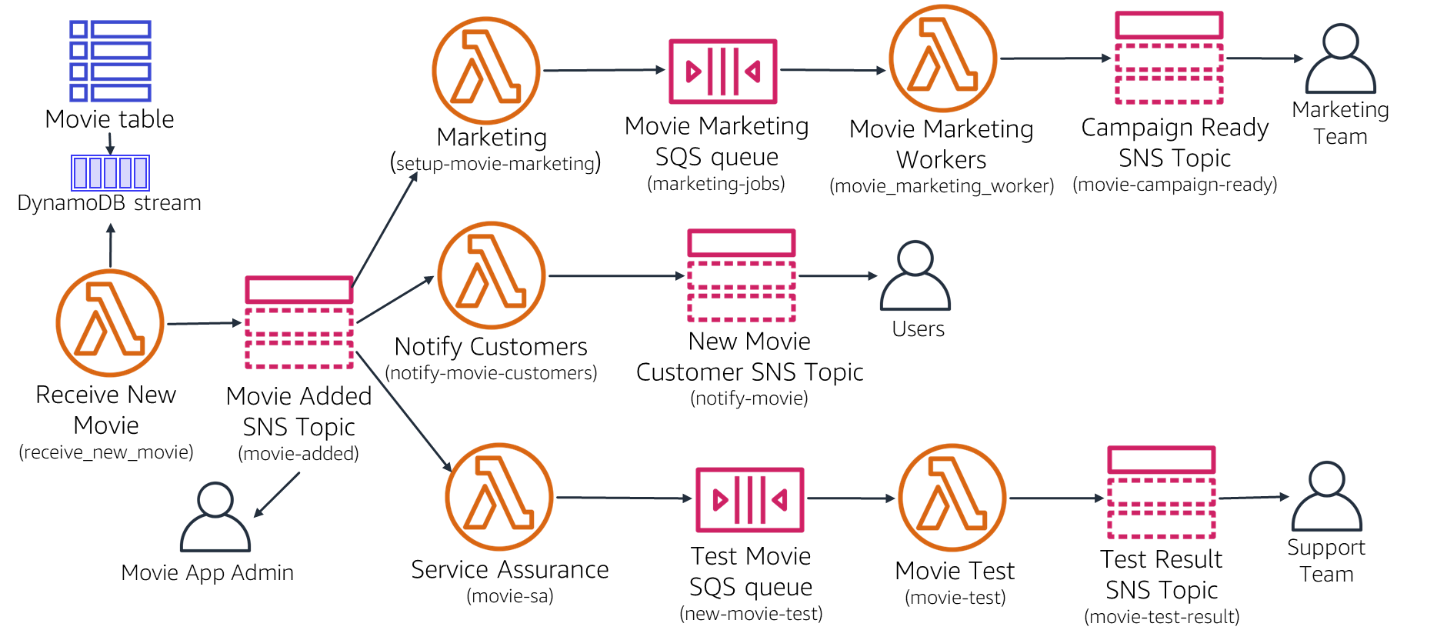 Movie table
DynamoDB stream
Receive New
Movie
(receive_new_movie)
Movie Added
SNS Topic
(movie-added)
Movie App Admin
Marketing
(setup-movie-marketing)
Movie Marketing
SQS queue
(marketing-jobs)
Movie Marketing
Workers
(movie_marketing_worker)
Campaign Ready
SNS Topic
(movie-campaign-ready)
Marketing
Team
Notify Customers
(notify-movie-customers)
New Movie
Customer SNS Topic
(notify-movie)
Users
Service Assurance
(movie-sa)
Test Movie
SQS queue
(new-movie-test)
Movie Test
(movie-test)
Test Result
SNS Topic
(movie-test-result)
Support
Team